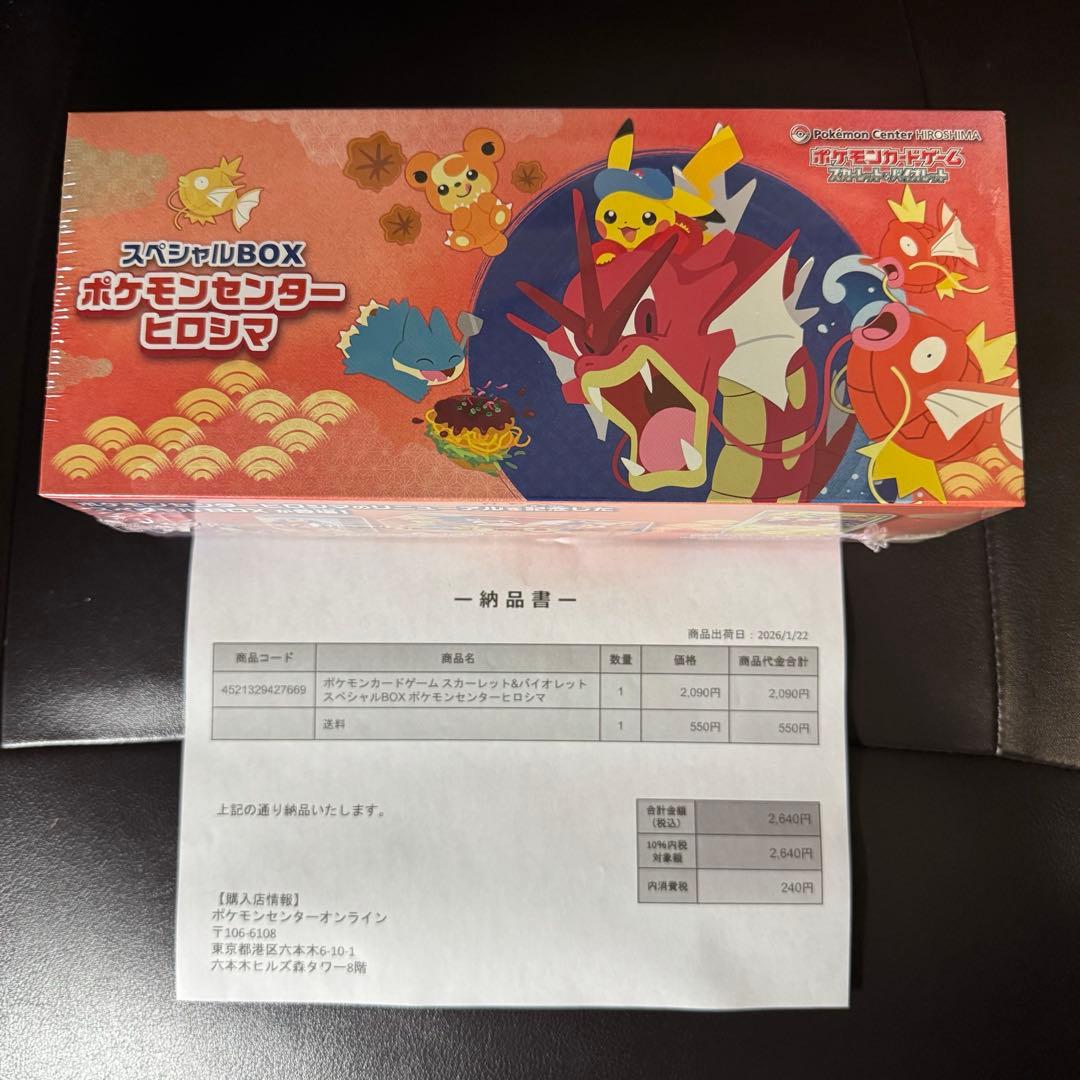 Pokémon Center HIROSHIMA
ポケモンカードゲーム
スカーレット&バイオレット
スペシャルBOX
ポケモンセンター
ヒロシマ
ー納品書ー
商品出荷日：2026/1/22
商品コード 商品名 数量 価格 商品代金合計
4521329427669 ポケモンカードゲーム スカーレット&バイオレット スペシャルBOX ポケモンセンターヒロシマ 1 2,090円 2,090円
送料 1 550円 550円
上記の通り納品いたします。
合計金額（税込） 2,640円
10%内税対象額 2,640円
内消費税 240円
【購入店情報】
ポケモンセンターオンライン
〒106-6108
東京都港区六本木6-10-1
六本木ヒルズ森タワー8階